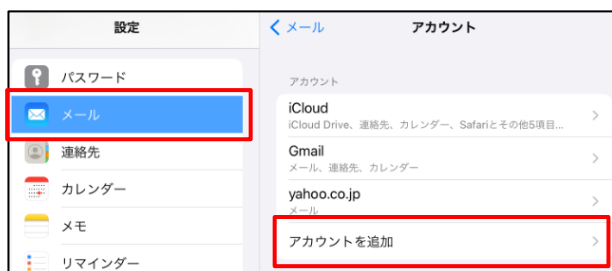 設定
パスワード
メール
連絡先
カレンダー
メモ
リマインダー
メール
アカウント
アカウント
iCloud
iCloud Drive、連絡先、カレンダー、Safariとその他5項目...
Gmail
メール、連絡先、カレンダー
yahoo.co.jp
メール
アカウントを追加